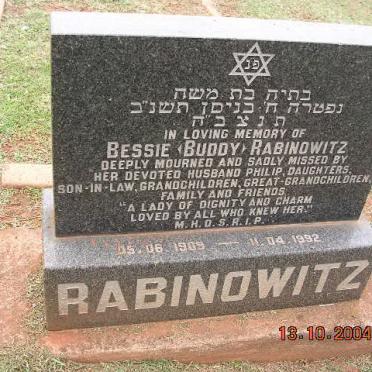 פ נ
בתיה בת משה
נפטרה ח׳ בניסן תשנ״ב
ת נ צ ב ״ ה
IN LOVING MEMORY OF
BESSIE (BUDDY) RABINOWITZ
DEEPLY MOURNED AND SADLY MISSED BY
HER DEVOTED HUSBAND PHILIP, DAUGHTERS,
SON-IN-LAW, GRANDCHILDREN, GREAT-GRANDCHILDREN,
FAMILY AND FRIENDS.
"A LADY OF DIGNITY AND CHARM
LOVED BY ALL WHO KNEW HER."
M.H.D.S.R.I.P.
05.06.1909 — 11.04.1992
RABINOWITZ
13.10.2004